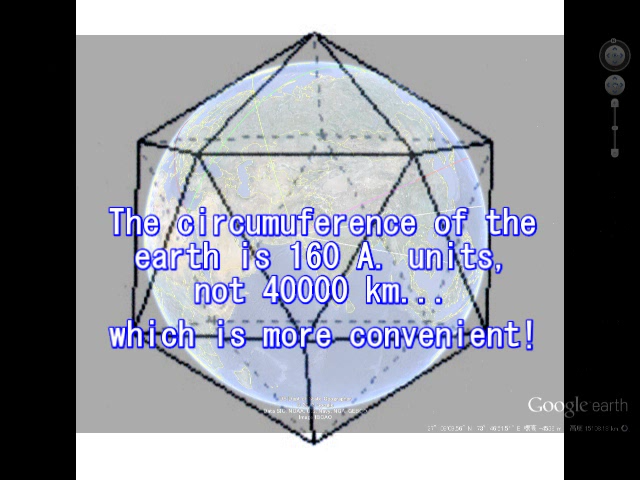 The circumuference of the
earth is 160 A. units,
not 40000 km...
which is more convenient!
Google earth